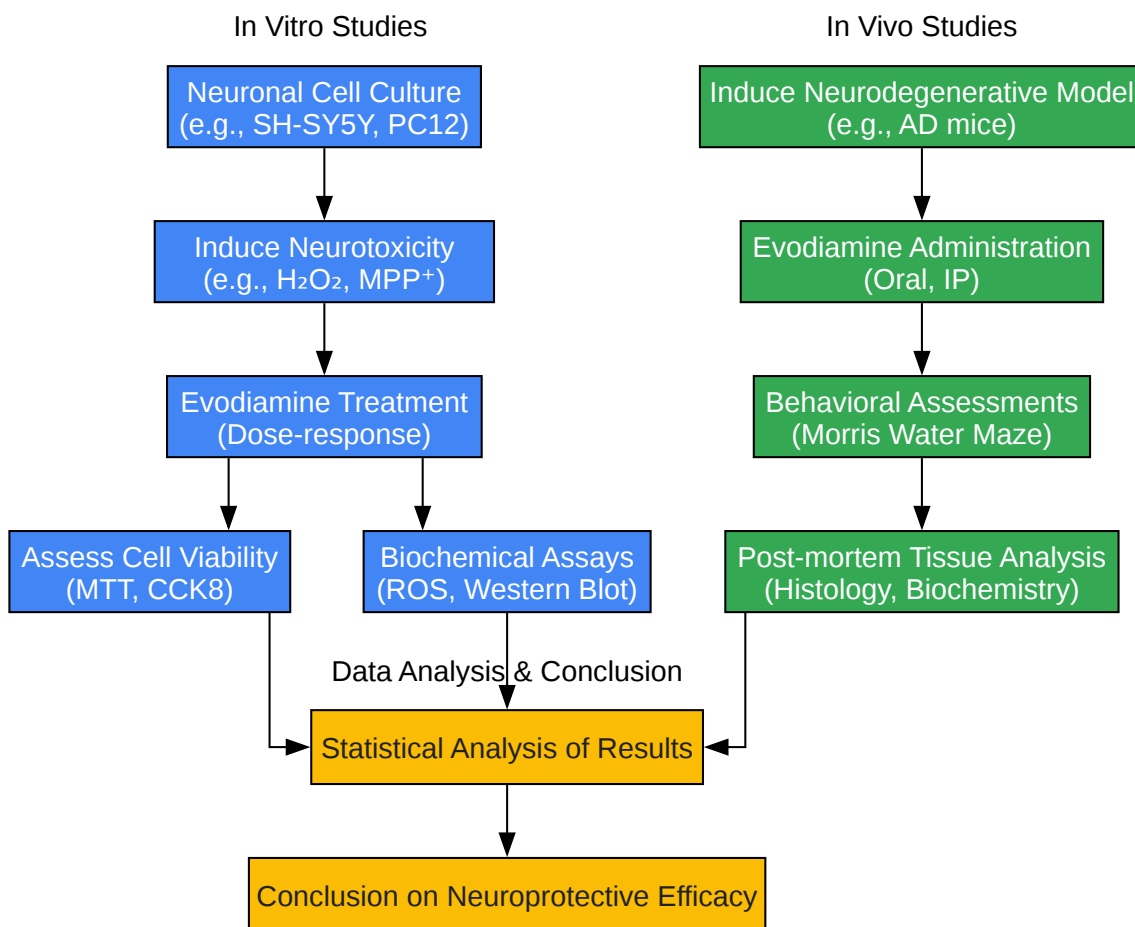 In Vitro Studies
Neuronal Cell Culture
(e.g., SH-SY5Y, PC12)
Induce Neurotoxicity
(e.g., H₂O₂, MPP⁺)
Evodiamine Treatment
(Dose-response)
Assess Cell Viability
(MTT, CCK8)
Biochemical Assays
(ROS, Western Blot)
In Vivo Studies
Induce Neurodegenerative Model
(e.g., AD mice)
Evodiamine Administration
(Oral, IP)
Behavioral Assessments
(Morris Water Maze)
Post-mortem Tissue Analysis
(Histology, Biochemistry)
Data Analysis & Conclusion
Statistical Analysis of Results
Conclusion on Neuroprotective Efficacy